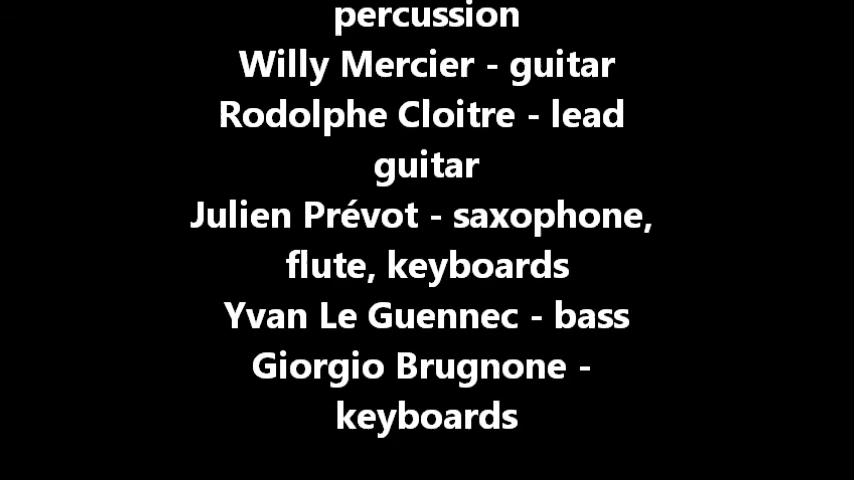 percussion
Willy Mercier - guitar
Rodolphe Cloitre - lead
guitar
Julien Prévot - saxophone,
flute, keyboards
Yvan Le Guennec - bass
Giorgio Brugnone -
keyboards